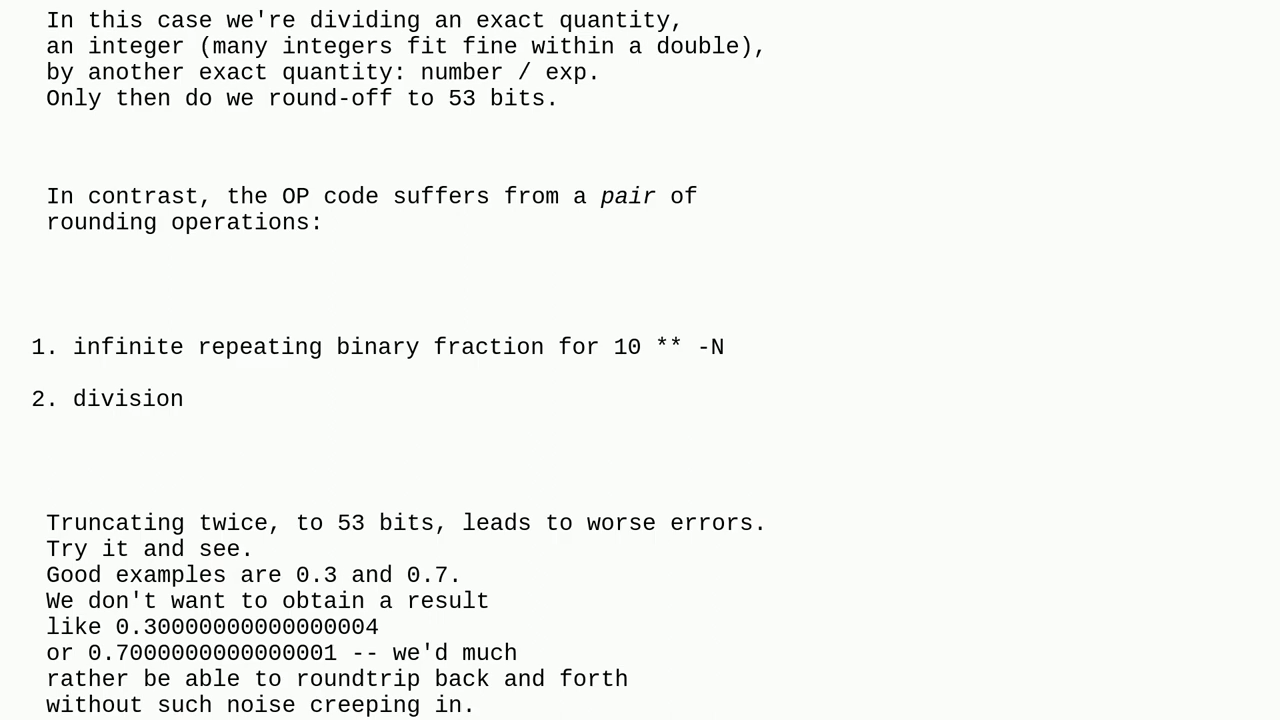 In this case we're dividing an exact quantity,
an integer (many integers fit fine within a double),
by another exact quantity: number / exp.
Only then do we round-off to 53 bits.
In contrast, the OP code suffers from a pair of
rounding operations:
1. infinite repeating binary fraction for 10 ** -N
2. division
Truncating twice, to 53 bits, leads to worse errors.
Try it and see.
Good examples are 0.3 and 0.7.
We don't want to obtain a result
like 0.30000000000000004
or 0.7000000000000001 -- we'd much
rather be able to roundtrip back and forth
without such noise creeping in.